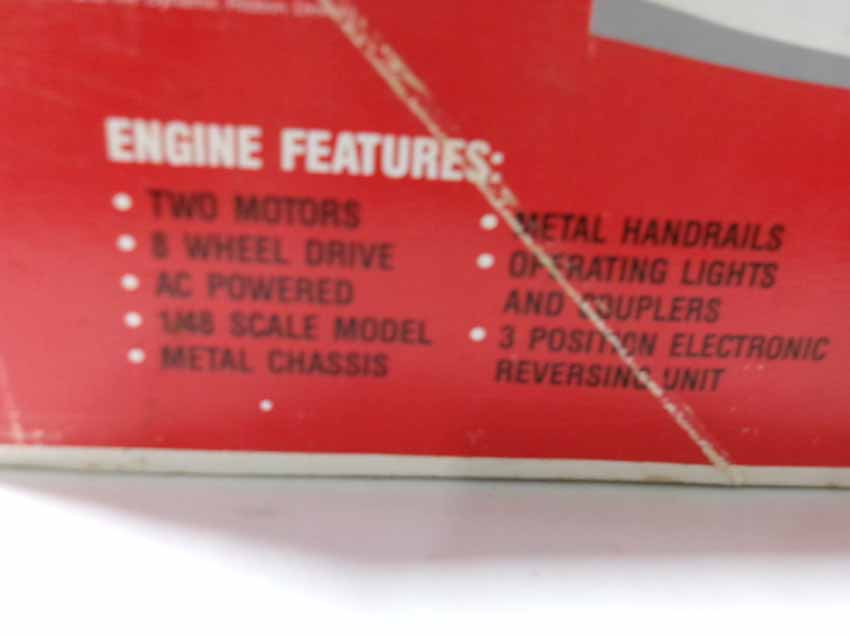 ENGINE FEATURES:
• TWO MOTORS
• 8 WHEEL DRIVE
• AC POWERED
• 1/48 SCALE MODEL
• METAL CHASSIS
• METAL HANDRAILS
• OPERATING LIGHTS
AND COUPLERS
• 3 POSITION ELECTRONIC
REVERSING UNIT